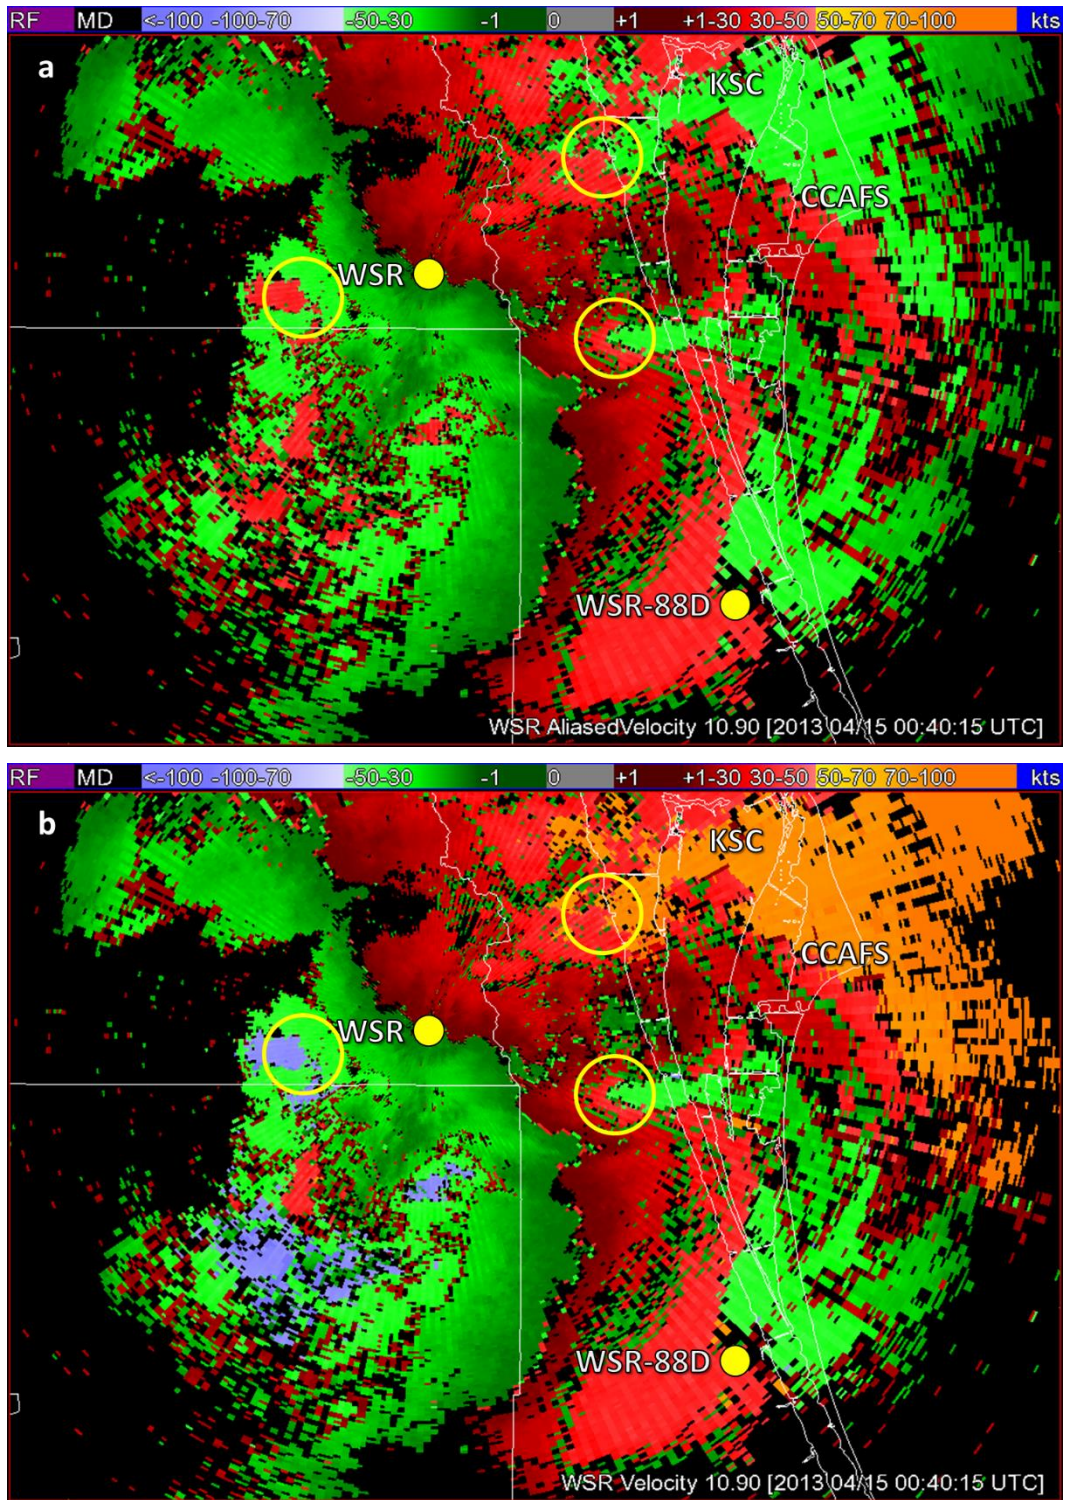 RF MD <-100 -100-70 -50-30 -1 0 +1 +1-30 30-50 50-70 70-100 kts
a
KSC
CCAFS
WSR
WSR-88D
WSR AliasedVelocity 10.90 [2013 04/15 00:40:15 UTC]
RF MD <-100 -100-70 -50-30 -1 0 +1 +1-30 30-50 50-70 70-100 kts
b
KSC
CCAFS
WSR
WSR-88D
WSR Velocity 10.90 [2013 04/15 00:40:15 UTC]